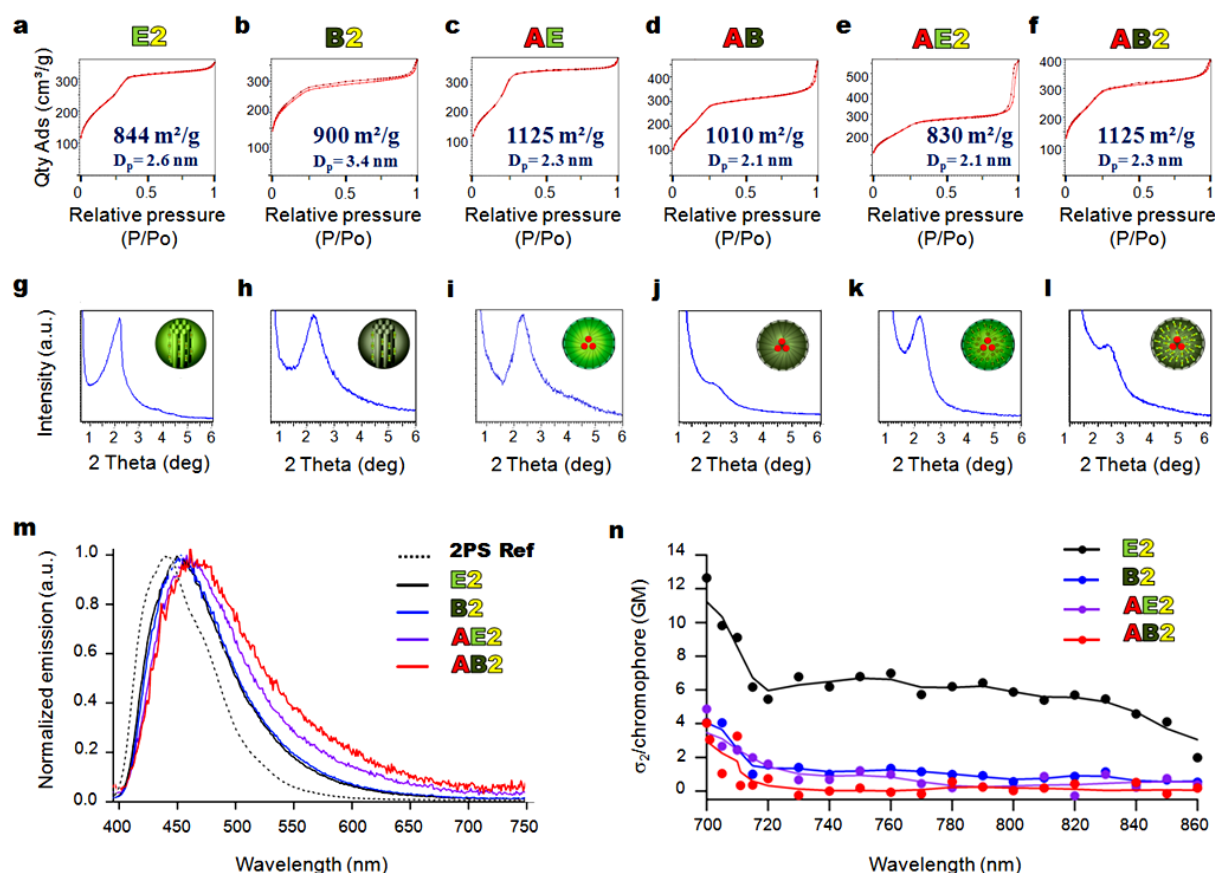 a b c d e f
E2 B2 AE AB AE2 AB2
Qty Ads (cm³/g)
300
200
100
844 m²/g
Dp = 2.6 nm
0 0.5 1
Relative pressure
(P/Po)
300
200
100
900 m²/g
Dp = 3.4 nm
0 0.5 1
Relative pressure
(P/Po)
300
200
100
1125 m²/g
Dp = 2.3 nm
0 0.5 1
Relative pressure
(P/Po)
400
300
200
100
1010 m²/g
Dp = 2.1 nm
0 0.5 1
Relative pressure
(P/Po)
500
400
300
200
830 m²/g
Dp = 2.1 nm
0 0.5 1
Relative pressure
(P/Po)
400
300
200
100
1125 m²/g
Dp = 2.3 nm
0 0.5 1
Relative pressure
(P/Po)
g h i j k l
Intensity (a.u.)
1 2 3 4 5 6
2 Theta (deg)
1 2 3 4 5 6
2 Theta (deg)
1 2 3 4 5 6
2 Theta (deg)
1 2 3 4 5 6
2 Theta (deg)
1 2 3 4 5 6
2 Theta (deg)
1 2 3 4 5 6
2 Theta (deg)
m
Normalized emission (a.u.)
1.0
0.8
0.6
0.4
0.2
0.0
400 450 500 550 600 650 700 750
Wavelength (nm)
2PS Ref
E2
B2
AE2
AB2
n
σ₂/chromophore (GM)
14
12
10
8
6
4
2
0
700 720 740 760 780 800 820 840 860
Wavelength (nm)
E2
B2
AE2
AB2